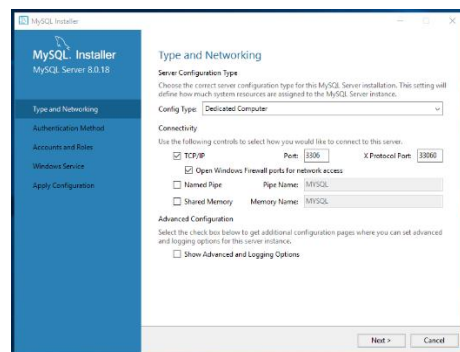 MySQL Installer
MySQL. Installer
MySQL Server 8.0.18
Type and Networking
Authentication Method
Accounts and Roles
Windows Service
Apply Configuration
Type and Networking
Server Configuration Type
Choose the correct server configuration type for this MySQL Server installation. This setting will
define how much system resources are assigned to the MySQL Server instance.
Config Type: Dedicated Computer
Connectivity
Use the following controls to select how you would like to connect to this server.
TCP/IP Port: 3306 X Protocol Port: 33060
Open Windows Firewall ports for network access
Named Pipe Pipe Name: MYSQL
Shared Memory Memory Name: MYSQL
Advanced Configuration
Select the check box below to get additional configuration pages where you can set advanced
and logging options for this server instance.
Show Advanced and Logging Options
Next > Cancel